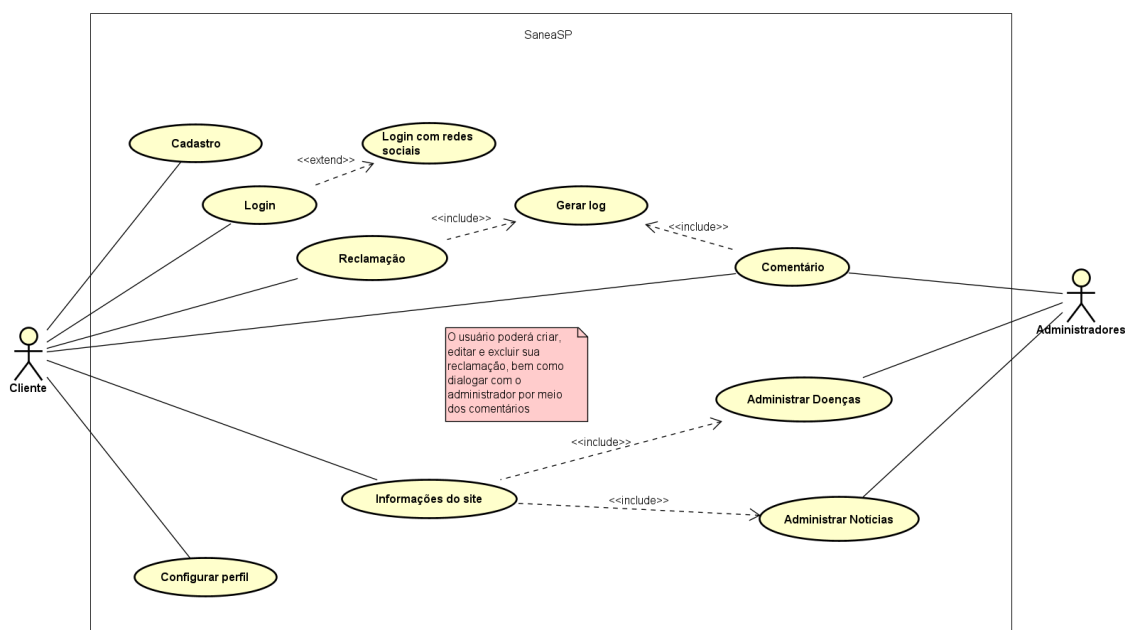 SaneaSP
Cadastro
Login com redes
sociais
<<extend>>
Login
Gerar log
<<include>>
<<include>>
Reclamação
Comentário
Administradores
O usuário poderá criar,
editar e excluir sua
reclamação, bem como
dialogar com o
administrador por meio
dos comentários
Cliente
Administrar Doenças
<<include>>
Informações do site
<<include>>
Administrar Notícias
Configurar perfil